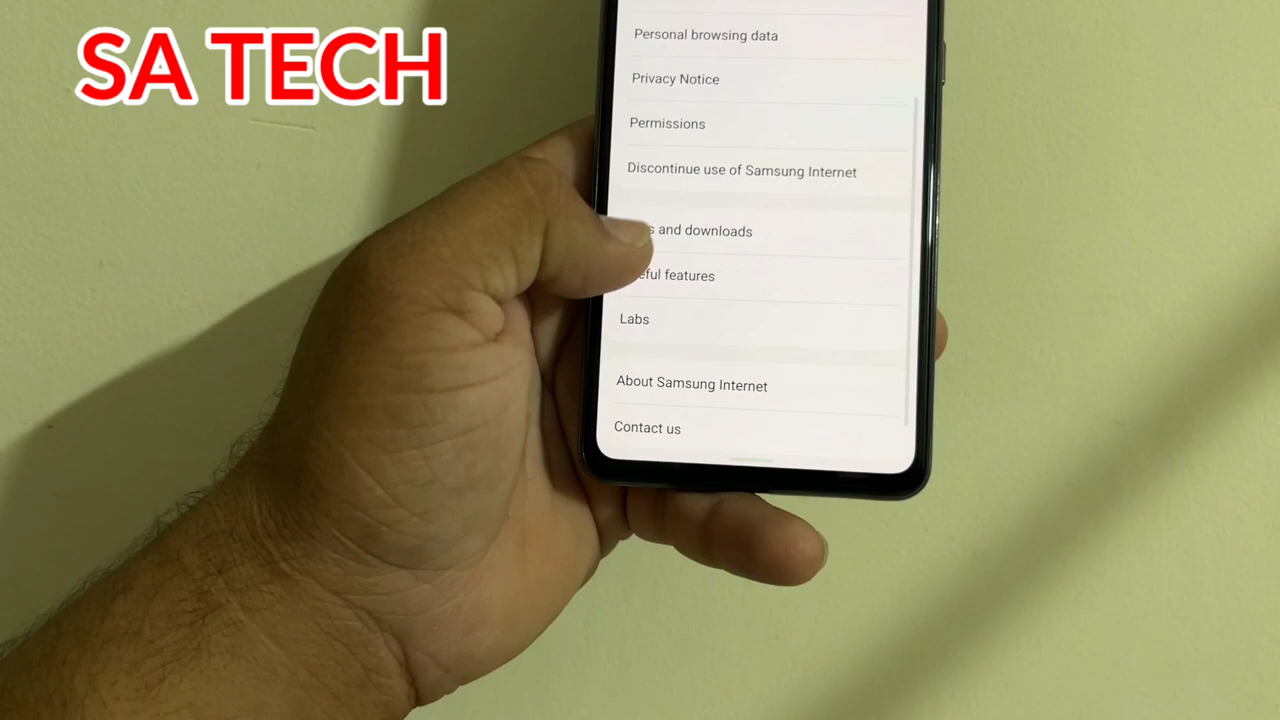 SA TECH
Personal browsing data
Privacy Notice
Permissions
Discontinue use of Samsung Internet
and downloads
features
Labs
About Samsung Internet
Contact us